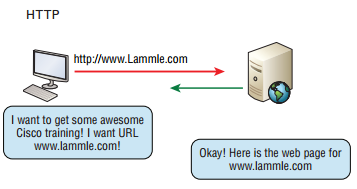 HTTP
http://www.Lammle.com
I want to get some awesome
Cisco training! I want URL
www.lammle.com!
Okay! Here is the web page for
www.lammle.com